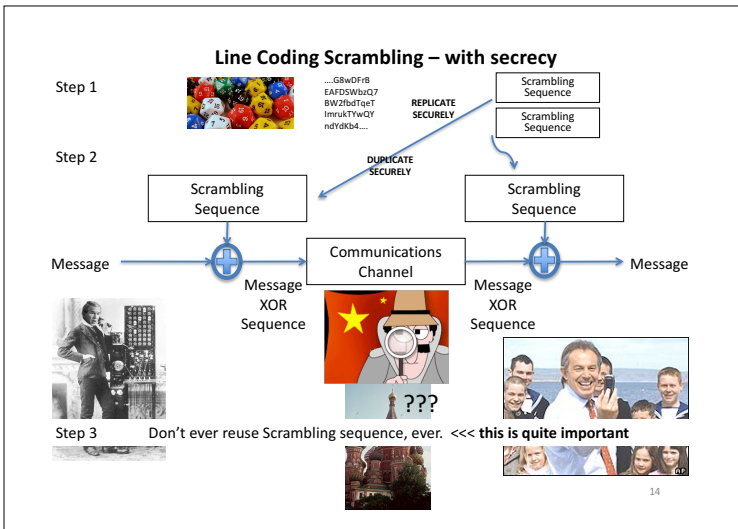 Line Coding Scrambling – with secrecy
Step 1
....G8wDFrB
EAFDSWbzQ7
BW2fbdTqeT
ImrukTYwQY
ndYdKb4....
REPLICATE
SECURELY
Scrambling
Sequence
Scrambling
Sequence
Step 2
DUPLICATE
SECURELY
Scrambling
Sequence
Scrambling
Sequence
Message
Communications
Channel
Message
Message
XOR
Sequence
Message
XOR
Sequence
???
Step 3 Don't ever reuse Scrambling sequence, ever. <<< this is quite important
AP
14